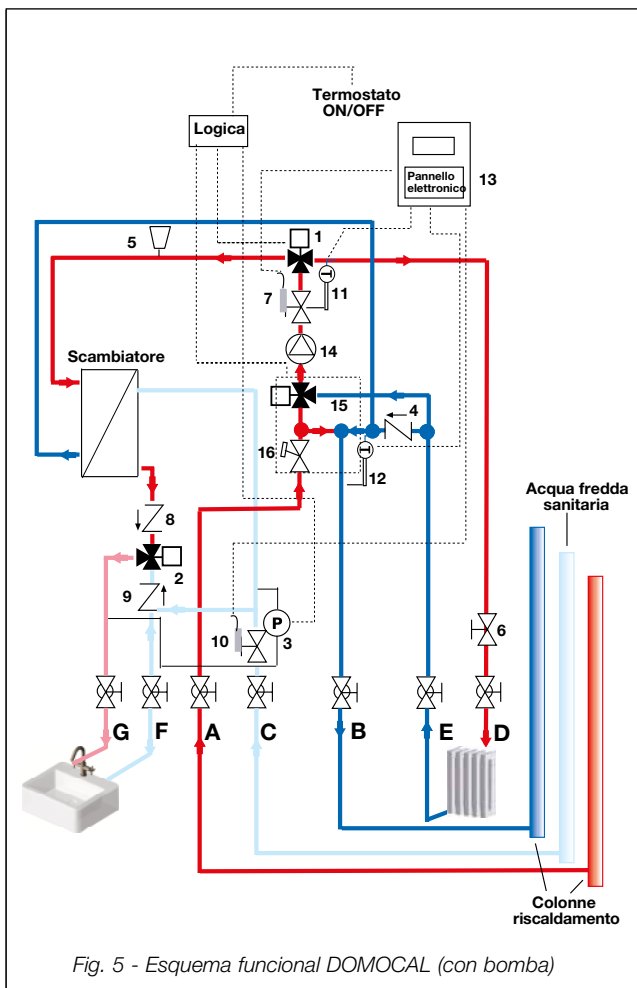 Termostato
ON/OFF
Logica
Pannello
elettronico
13
5
1
11
7
14
Scambiatore
15
4
16
12
Acqua fredda
sanitaria
8
2
9
P
10
3
6
G
F
A
C
B
E
D
T
T
Colonne
riscaldamento
Fig. 5 - Esquema funcional DOMOCAL (con bomba)